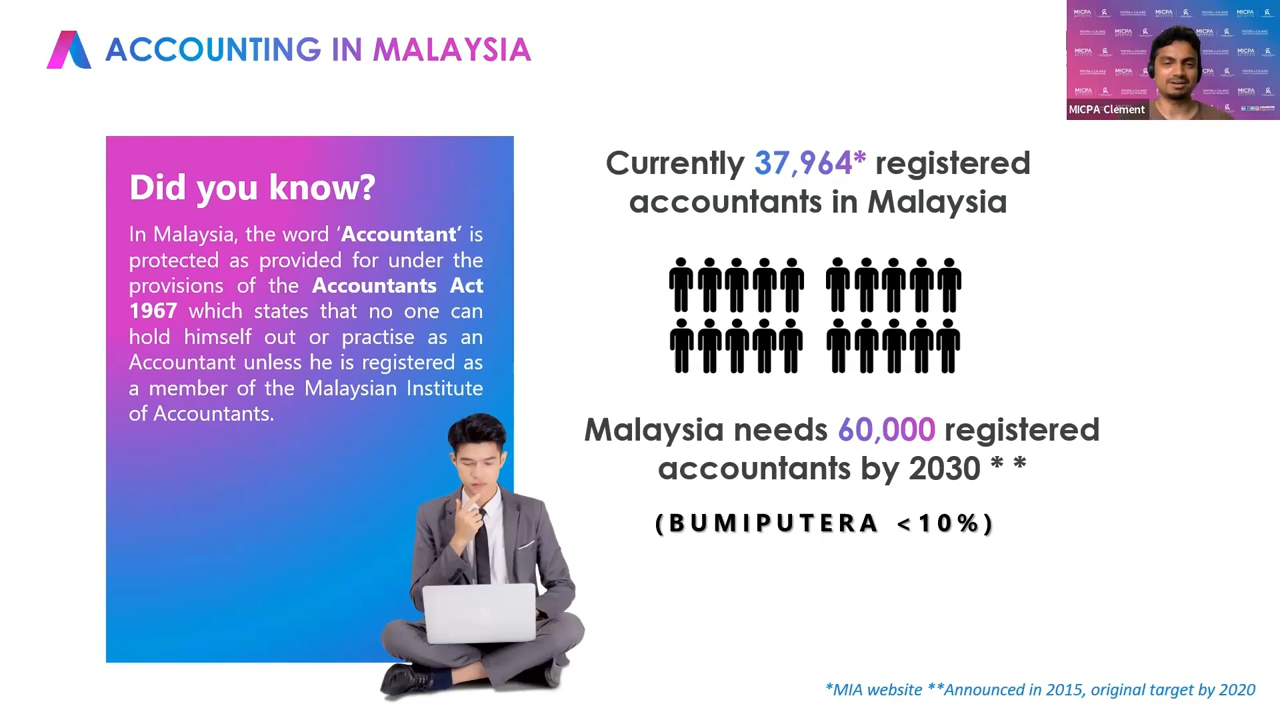 ACCOUNTING IN MALAYSIA
MICPA Clement
Did you know?
In Malaysia, the word ‘Accountant’ is
protected as provided for under the
provisions of the Accountants Act
1967 which states that no one can
hold himself out or practise as an
Accountant unless he is registered as
a member of the Malaysian Institute
of Accountants.
Currently 37,964* registered
accountants in Malaysia
Malaysia needs 60,000 registered
accountants by 2030 * *
(BUMIPUTERA <10%)
*MIA website **Announced in 2015, original target by 2020